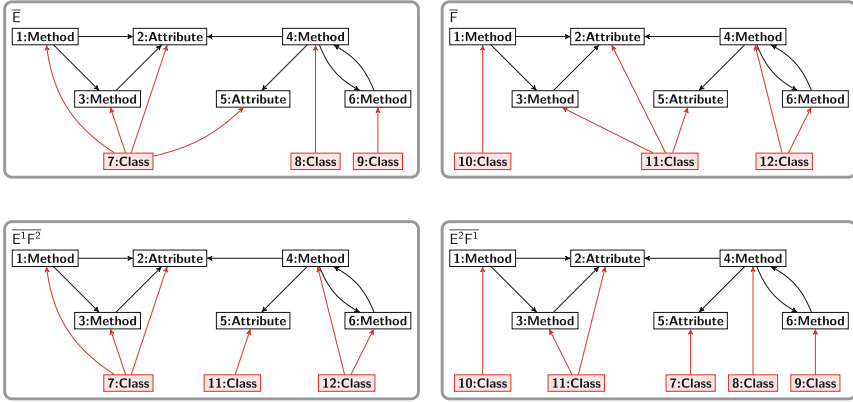 E̅
1:Method 2:Attribute 4:Method
3:Method 5:Attribute 6:Method
7:Class 8:Class 9:Class
F̅
1:Method 2:Attribute 4:Method
3:Method 5:Attribute 6:Method
10:Class 11:Class 12:Class
E̅¹F̅²
1:Method 2:Attribute 4:Method
3:Method 5:Attribute 6:Method
7:Class 11:Class 12:Class
E̅²F̅¹
1:Method 2:Attribute 4:Method
3:Method 5:Attribute 6:Method
10:Class 11:Class 7:Class 8:Class 9:Class